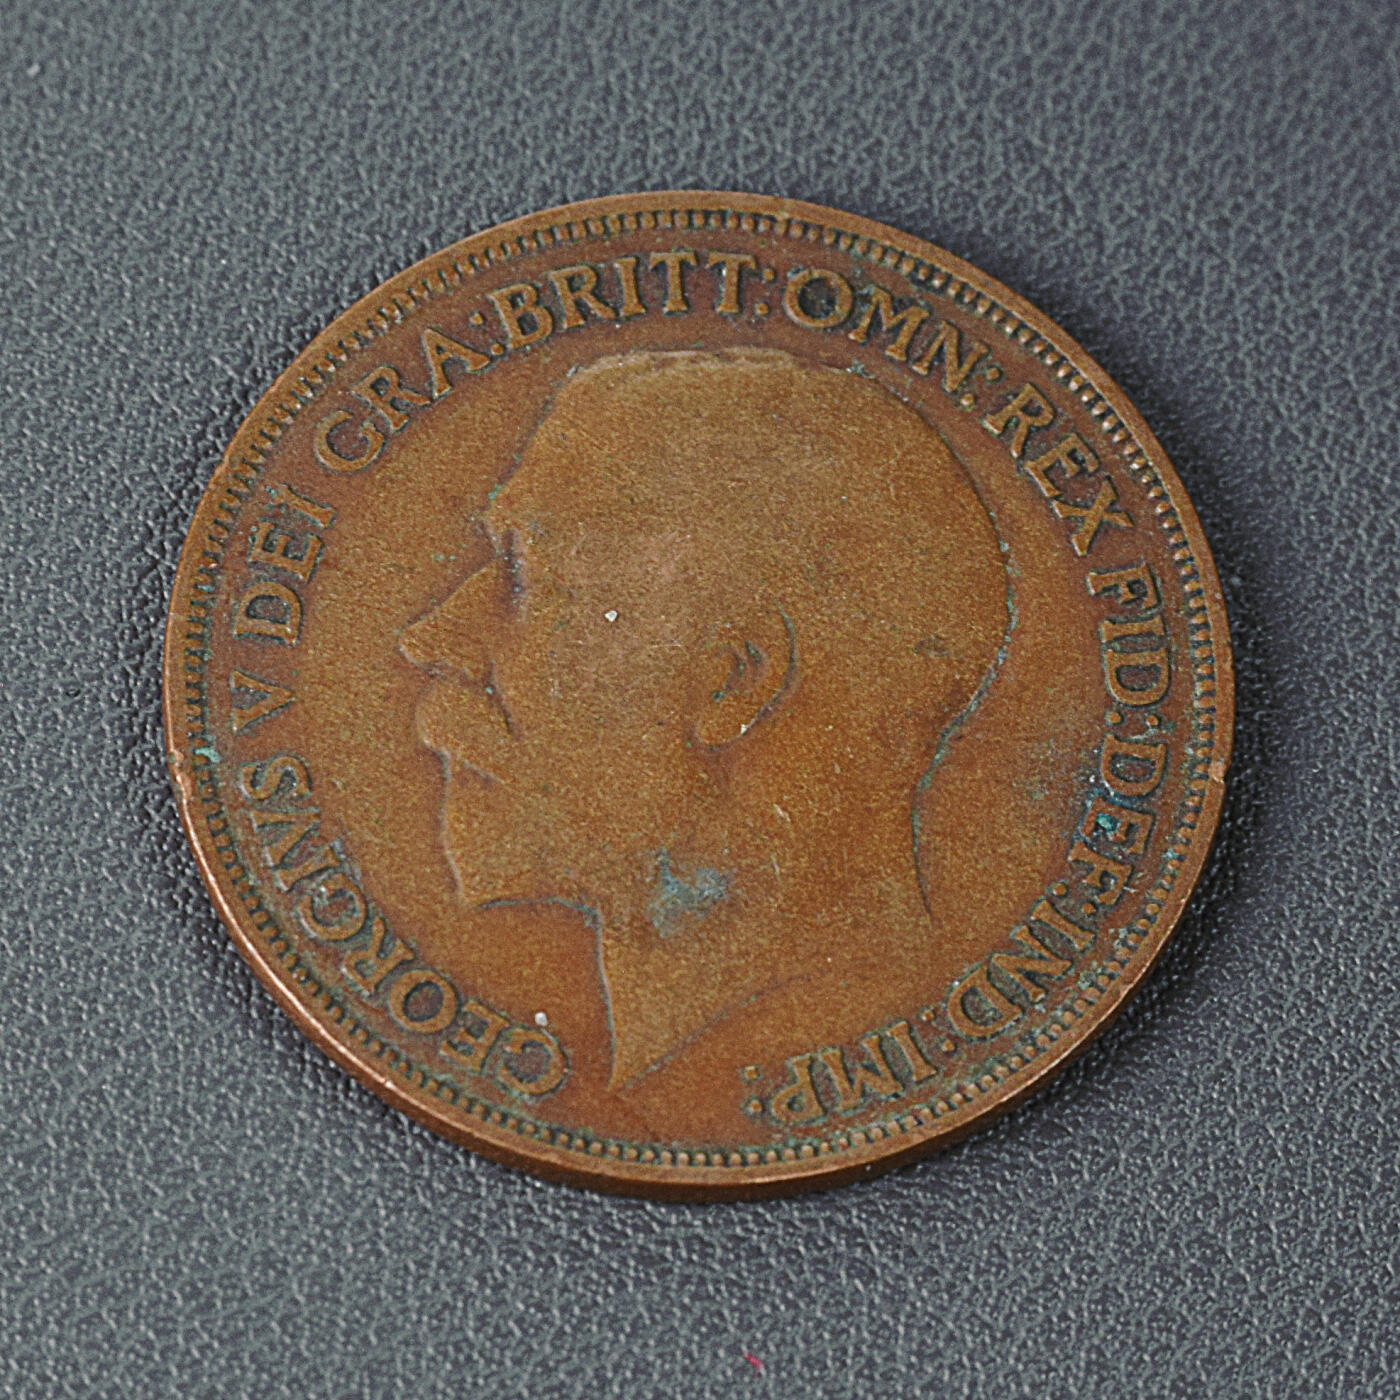 GEORGIVS V DEI GRA:BRITT:OMN:REX FID:DEF:IND:IMP: